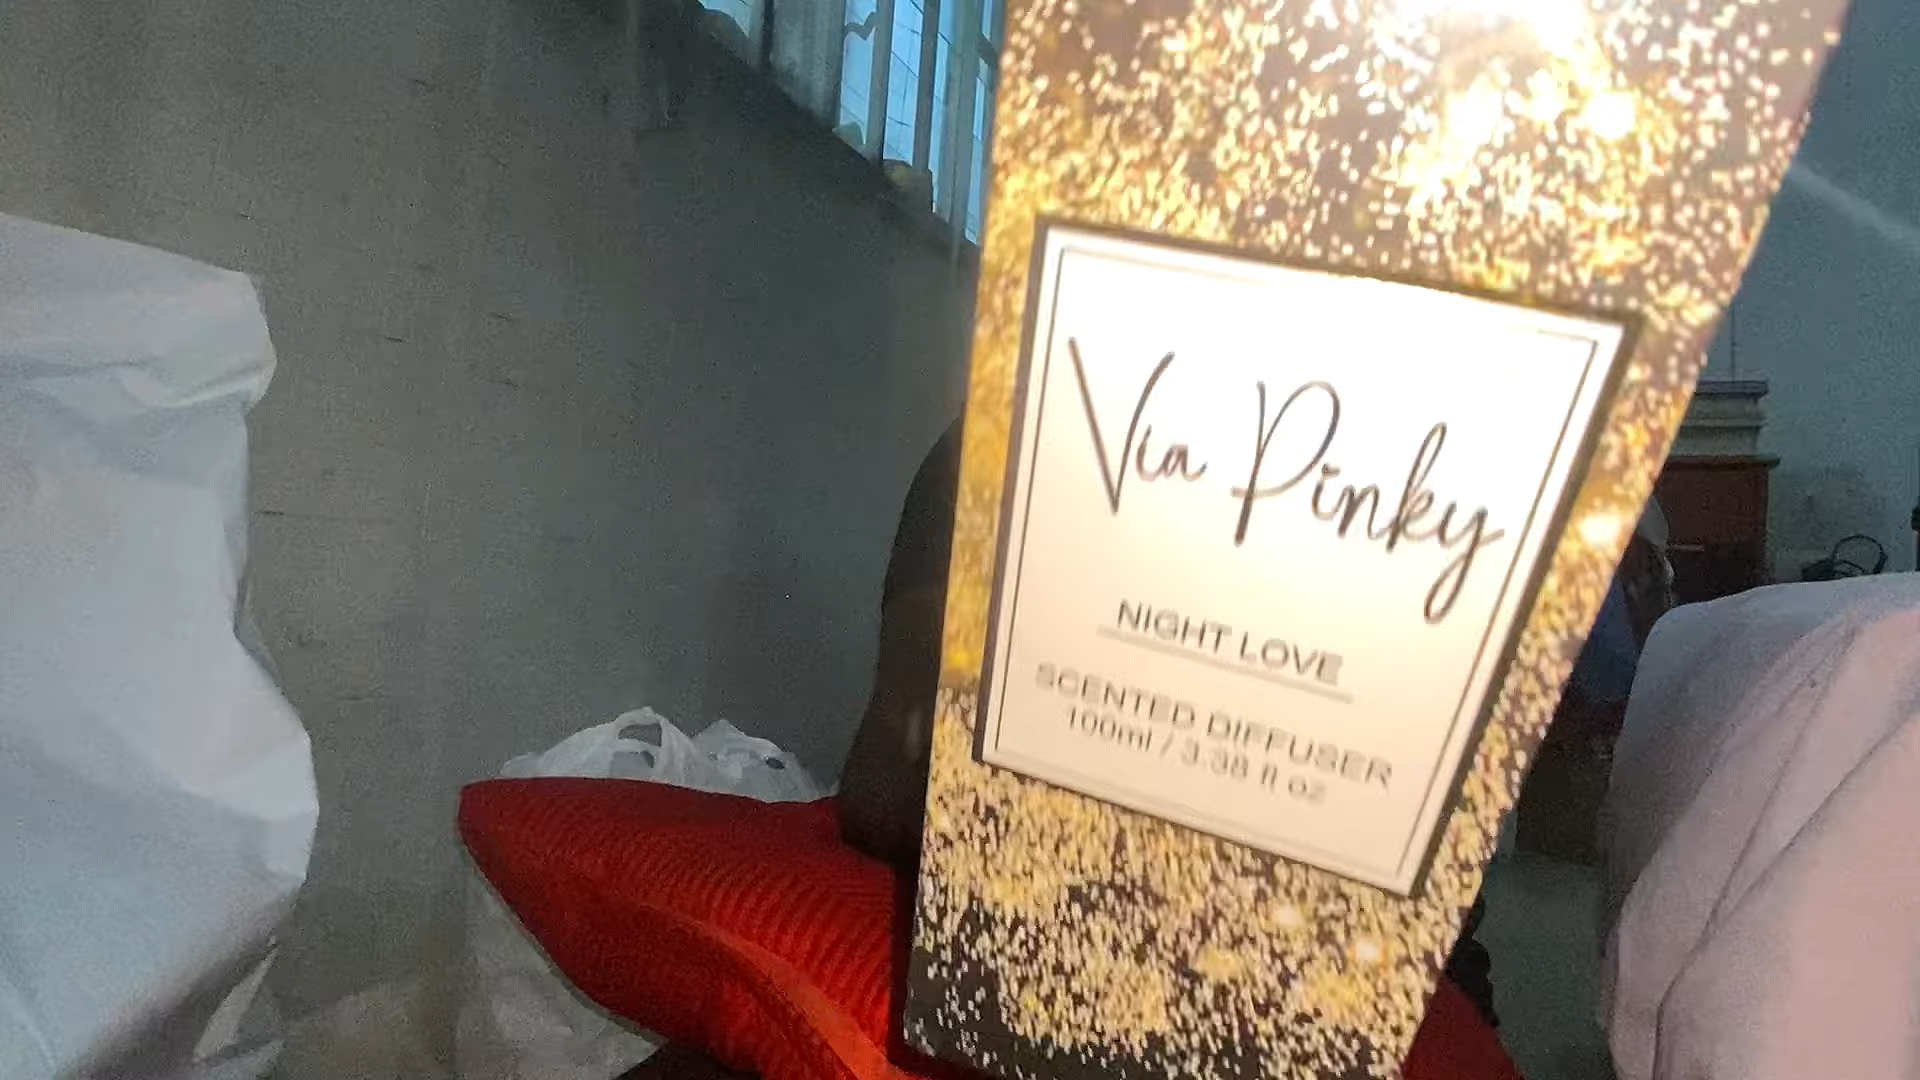 Via Pinky
NIGHT LOVE
SCENTED DIFFUSER
100ml / 3.38 fl oz